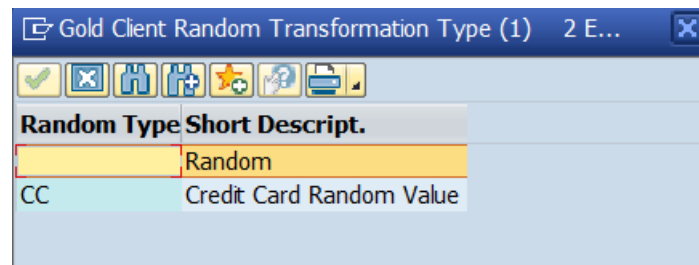 Gold Client Random Transformation Type (1) 2 E...
Random Type Short Descript.
Random
CC Credit Card Random Value